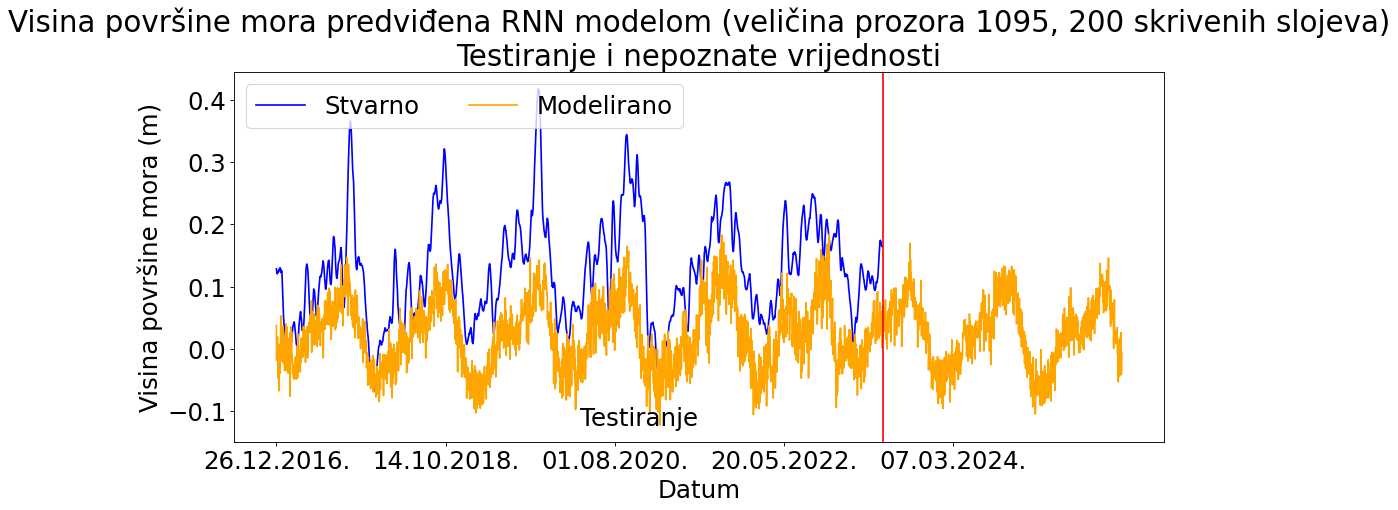 Visina površine mora predviđena RNN modelom (veličina prozora 1095, 200 skrivenih slojeva)
Testiranje i nepoznate vrijednosti
Stvarno
Modelirano
Visina površine mora (m)
0.4
0.3
0.2
0.1
0.0
−0.1
Testiranje
26.12.2016.
14.10.2018.
01.08.2020.
20.05.2022.
07.03.2024.
Datum